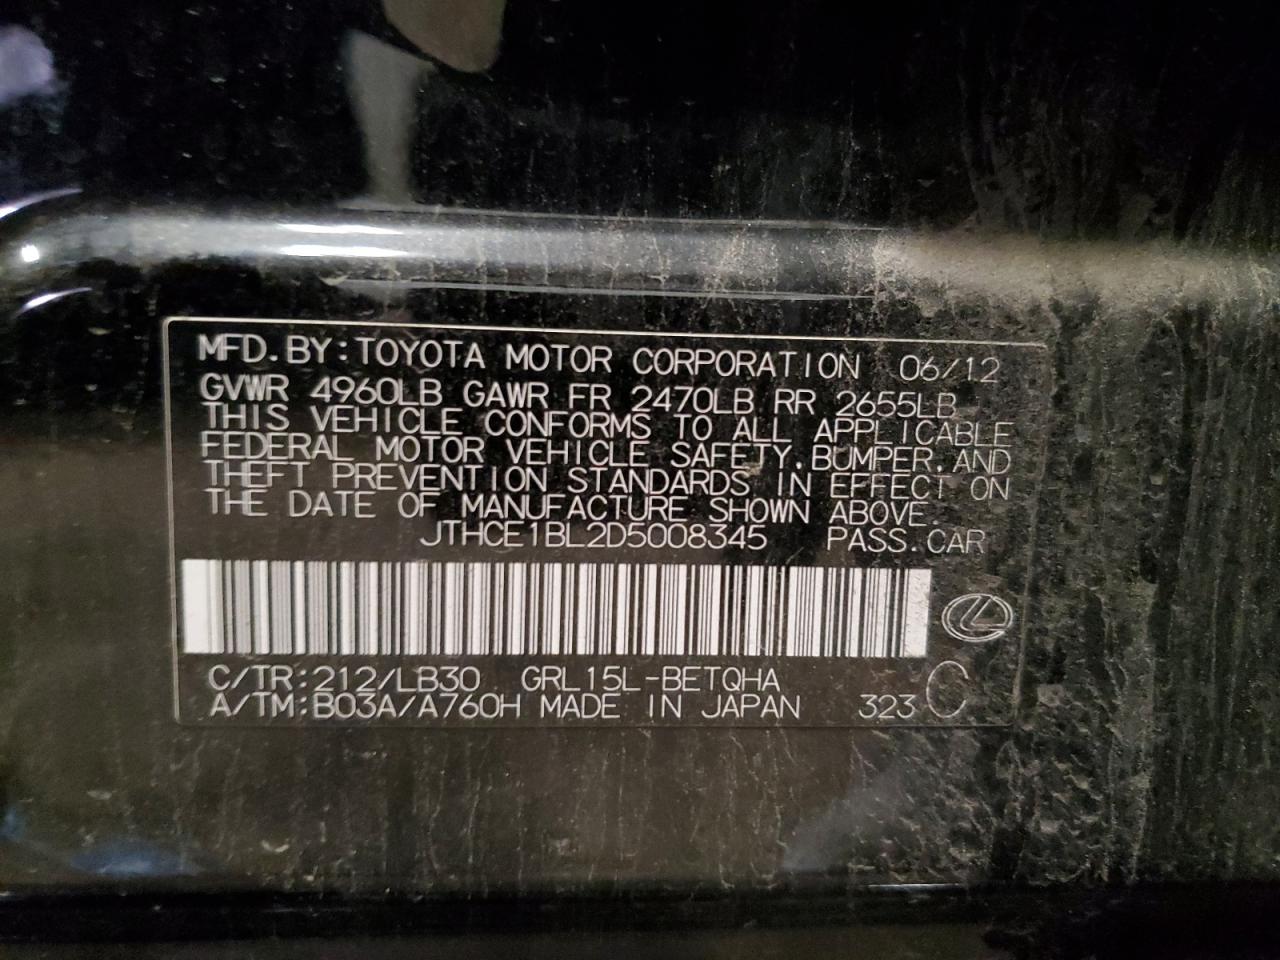 MFD.BY:TOYOTA MOTOR CORPORATION 06/12
GVWR 4960LB GAWR FR 2470LB RR 2655LB
THIS VEHICLE CONFORMS TO ALL APPLICABLE
FEDERAL MOTOR VEHICLE SAFETY,BUMPER,AND
THEFT PREVENTION STANDARDS IN EFFECT ON
THE DATE OF MANUFACTURE SHOWN ABOVE.
JTHCE1BL2D5008345 PASS.CAR
C/TR:212/LB30 GRL15L-BETQHA
A/TM:B03A/A760H MADE IN JAPAN 323 C